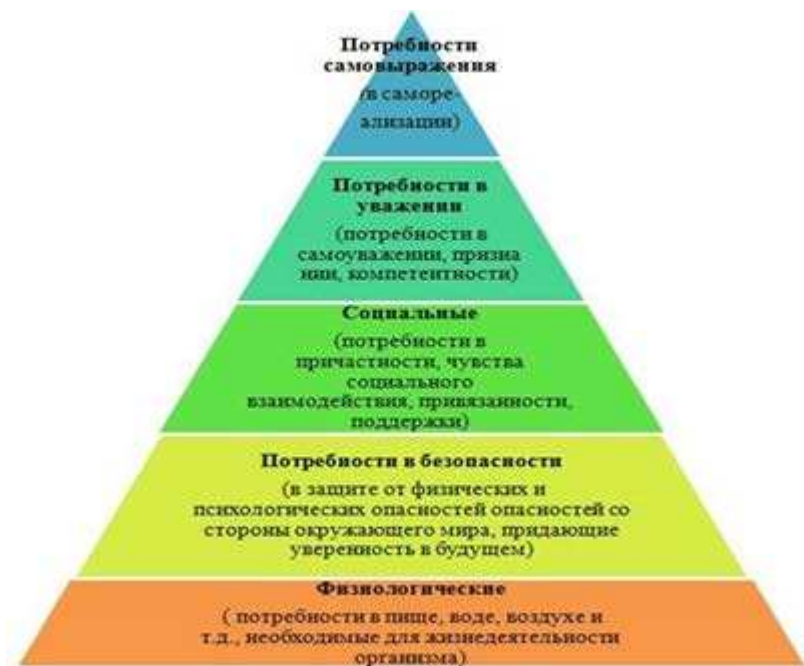 Потребности
самовыражения
(в саморе-
ализации)
Потребности в
уважении
(потребности в
самоуважении, призна
нии, компетентности)
Социальные
(потребности в
причастности, чувства
социального
взаимодействия, привязанности,
поддержки)
Потребности в безопасности
(в защите от физических и
психологических опасностей опасностей со
стороны окружающего мира, придающие
уверенность в будущем)
Физиологические
( потребности в пище, воде, воздухе и
т.д., необходимые для жизнедеятельности
организма)